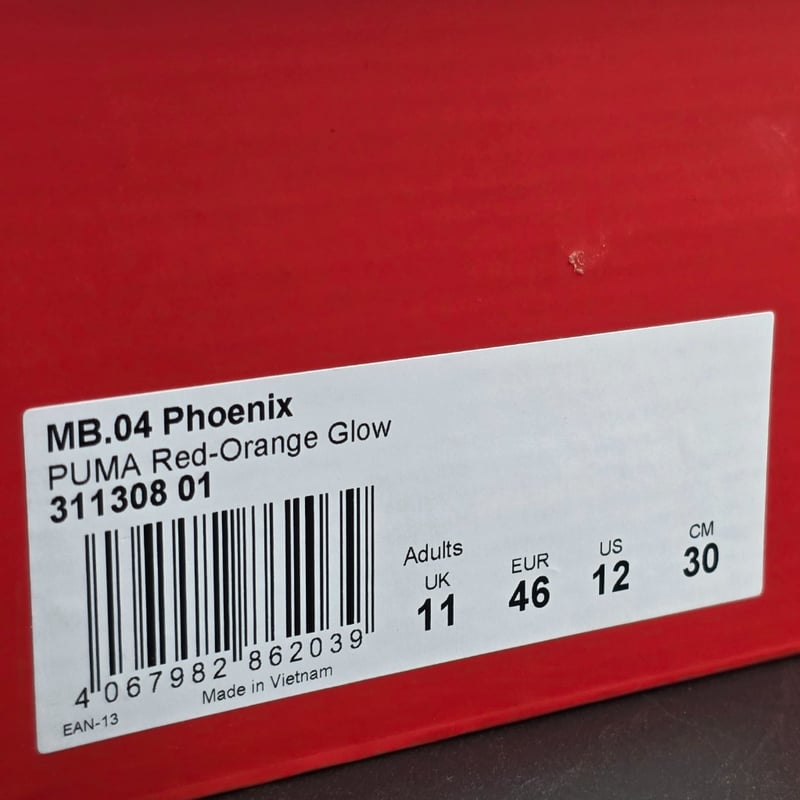 MB.04 Phoenix
PUMA Red-Orange Glow
311308 01
4 067982 862039
EAN-13
Made in Vietnam
Adults
UK EUR US CM
11 46 12 30